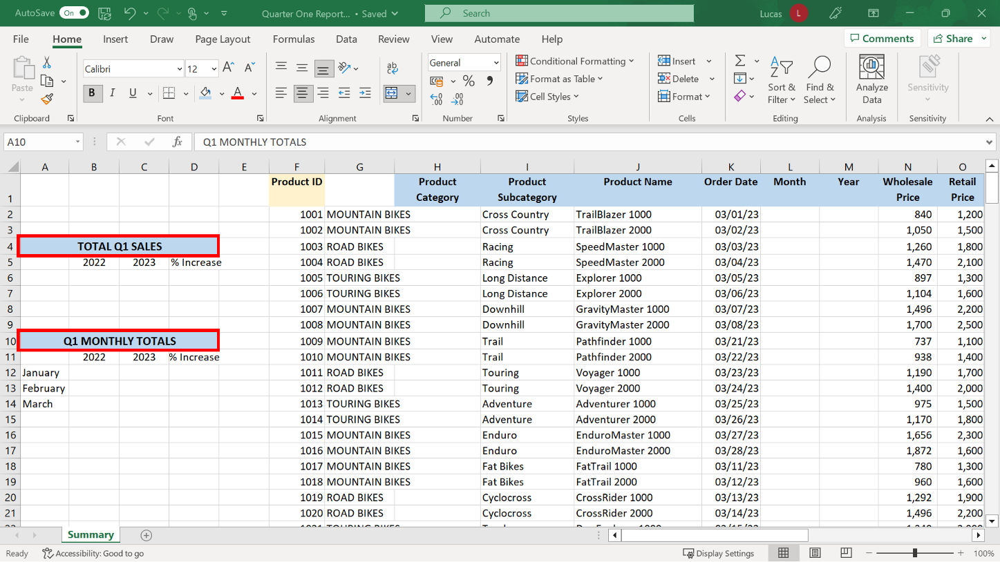 AutoSave On Quarter One Report... • Saved Search Lucas L
File Home Insert Draw Page Layout Formulas Data Review View Automate Help Comments Share
Paste
Clipboard
Calibri 12
B I U A
Font
ab
Alignment
General
% ,
Number
Conditional Formatting
Format as Table
Cell Styles
Styles
Insert
Delete
Format
Cells
Sort & Filter
Find & Select
Editing
Analyze Data
Analysis
Sensitivity
Sensitivity
A10 fx Q1 MONTHLY TOTALS
A B C D E F G H I J K L M N O
1 Product ID Product Category Product Subcategory Product Name Order Date Month Year Wholesale Price Retail Price
2 1001 MOUNTAIN BIKES Cross Country TrailBlazer 1000 03/01/23 840 1,200
3 1002 MOUNTAIN BIKES Cross Country TrailBlazer 2000 03/02/23 1,050 1,500
4 TOTAL Q1 SALES 1003 ROAD BIKES Racing SpeedMaster 1000 03/03/23 1,260 1,800
5 2022 2023 % Increase 1004 ROAD BIKES Racing SpeedMaster 2000 03/04/23 1,470 2,100
6 1005 TOURING BIKES Long Distance Explorer 1000 03/05/23 897 1,300
7 1006 TOURING BIKES Long Distance Explorer 2000 03/06/23 1,104 1,600
8 1007 MOUNTAIN BIKES Downhill GravityMaster 1000 03/07/23 1,496 2,200
9 1008 MOUNTAIN BIKES Downhill GravityMaster 2000 03/08/23 1,700 2,500
10 Q1 MONTHLY TOTALS 1009 MOUNTAIN BIKES Trail Pathfinder 1000 03/21/23 737 1,100
11 2022 2023 % Increase 1010 MOUNTAIN BIKES Trail Pathfinder 2000 03/22/23 938 1,400
12 January 1011 ROAD BIKES Touring Voyager 1000 03/23/23 1,190 1,700
13 February 1012 ROAD BIKES Touring Voyager 2000 03/24/23 1,400 2,000
14 March 1013 TOURING BIKES Adventure Adventurer 1000 03/25/23 975 1,500
15 1014 TOURING BIKES Adventure Adventurer 2000 03/26/23 1,170 1,800
16 1015 MOUNTAIN BIKES Enduro EnduroMaster 1000 03/27/23 1,656 2,300
17 1016 MOUNTAIN BIKES Enduro EnduroMaster 2000 03/28/23 1,872 1,600
18 1017 MOUNTAIN BIKES Fat Bikes FatTrail 1000 03/11/23 780 1,300
19 1018 MOUNTAIN BIKES Fat Bikes FatTrail 2000 03/12/23 960 1,600
20 1019 ROAD BIKES Cyclocross CrossRider 1000 03/13/23 1,292 1,900
21 1020 ROAD BIKES Cyclocross CrossRider 2000 03/14/23 1,496 2,200
Summary
Ready Accessibility: Good to go Display Settings 100%